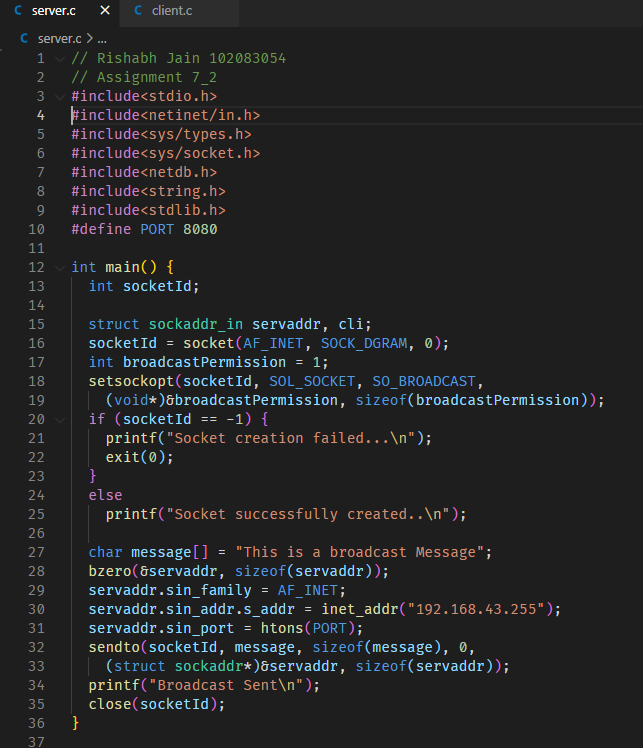 server.c
client.c
server.c > ...
1 // Rishabh Jain 102083054
2 // Assignment 7_2
3 #include<stdio.h>
4 #include<netinet/in.h>
5 #include<sys/types.h>
6 #include<sys/socket.h>
7 #include<netdb.h>
8 #include<string.h>
9 #include<stdlib.h>
10 #define PORT 8080
11
12 int main() {
13   int socketId;
14
15   struct sockaddr_in servaddr, cli;
16   socketId = socket(AF_INET, SOCK_DGRAM, 0);
17   int broadcastPermission = 1;
18   setsockopt(socketId, SOL_SOCKET, SO_BROADCAST,
19     (void*)&broadcastPermission, sizeof(broadcastPermission));
20   if (socketId == -1) {
21     printf("Socket creation failed...\n");
22     exit(0);
23   }
24   else
25     printf("Socket successfully created..\n");
26
27   char message[] = "This is a broadcast Message";
28   bzero(&servaddr, sizeof(servaddr));
29   servaddr.sin_family = AF_INET;
30   servaddr.sin_addr.s_addr = inet_addr("192.168.43.255");
31   servaddr.sin_port = htons(PORT);
32   sendto(socketId, message, sizeof(message), 0,
33     (struct sockaddr*)&servaddr, sizeof(servaddr));
34   printf("Broadcast Sent\n");
35   close(socketId);
36 }
37